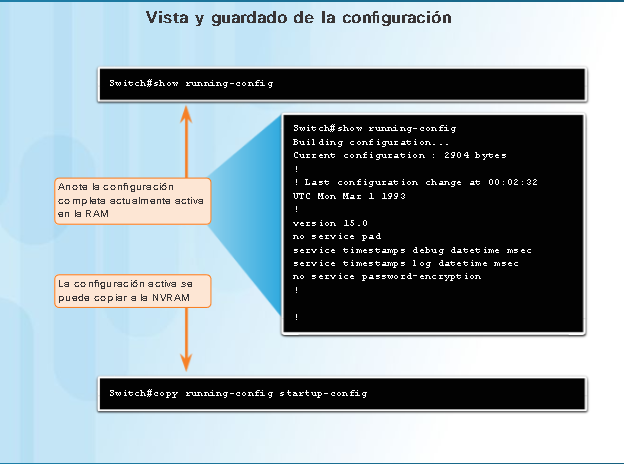 Vista y guardado de la configuración
Switch#show running-config
Switch#show running-config
Building configuration...
Current configuration : 2904 bytes
!
! Last configuration change at 00:02:32
UTC Mon Mar 1 1993
!
version 15.0
no service pad
service timestamps debug datetime msec
service timestamps log datetime msec
no service password-encryption
!
!
Anote la configuración
completa actualmente activa
en la RAM
La configuración activa se
puede copiar a la NVRAM
Switch#copy running-config startup-config